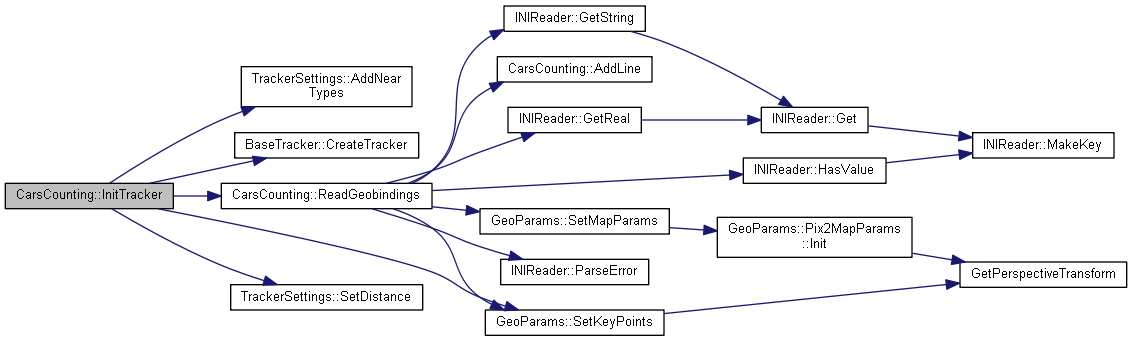 INIReader::GetString
CarsCounting::AddLine
TrackerSettings::AddNear
Types
INIReader::GetReal
INIReader::Get
BaseTracker::CreateTracker
INIReader::MakeKey
INIReader::HasValue
CarsCounting::InitTracker
CarsCounting::ReadGeobindings
GeoParams::SetMapParams
GeoParams::Pix2MapParams
::Init
INIReader::ParseError
GetPerspectiveTransform
TrackerSettings::SetDistance
GeoParams::SetKeyPoints